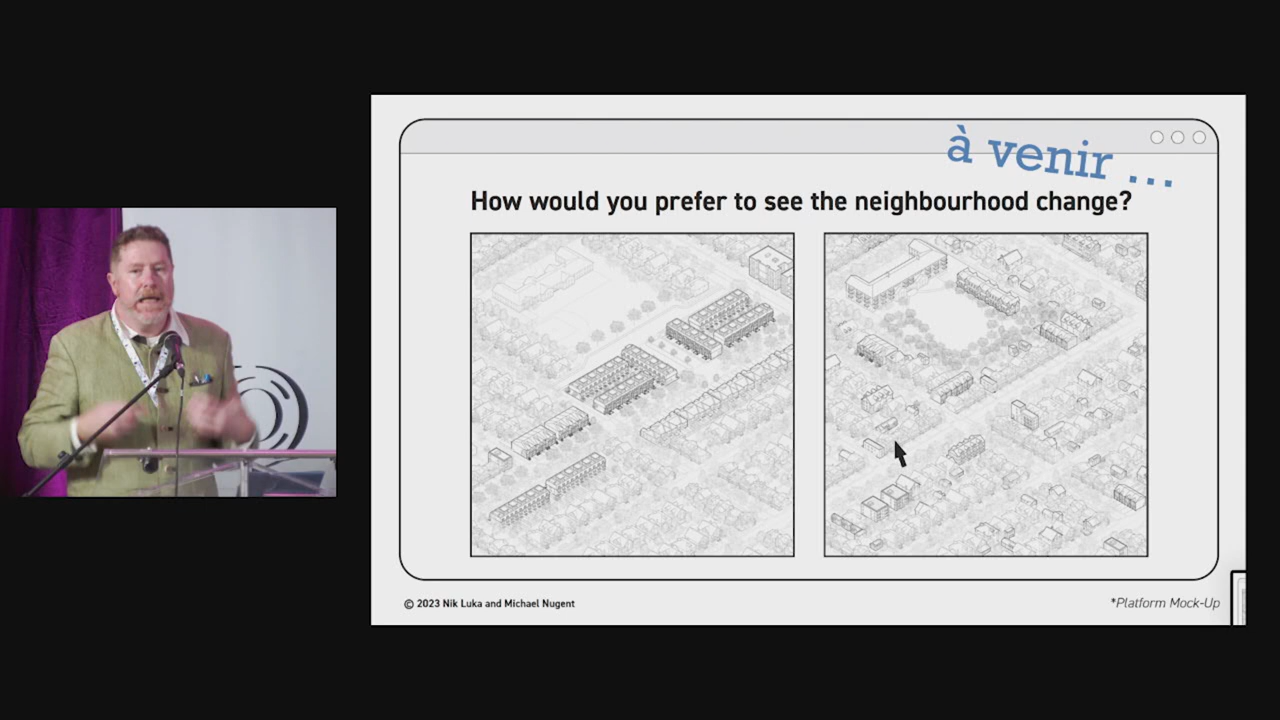 à venir ...
How would you prefer to see the neighbourhood change?
© 2023 Nik Luka and Michael Nugent
*Platform Mock-Up